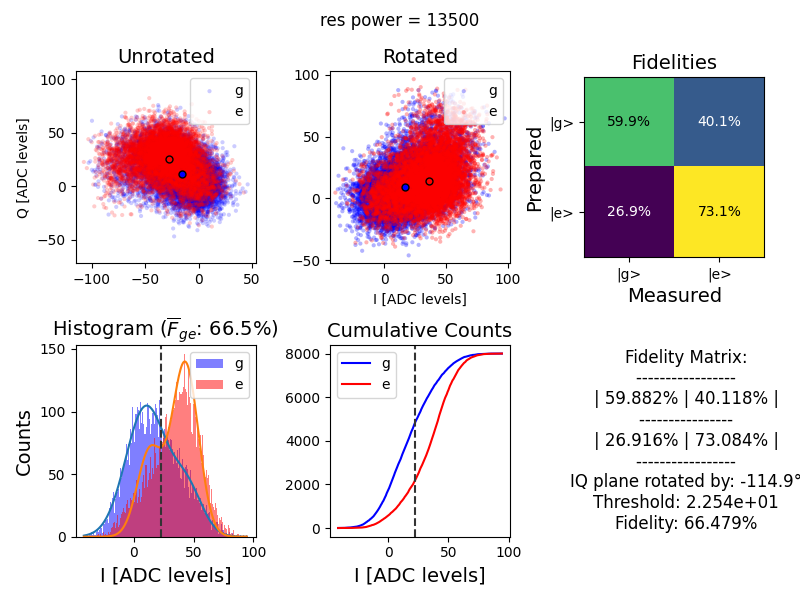 res power = 13500
Unrotated
Rotated
Fidelities
g
e
g
e
100
50
0
−50
Q [ADC levels]
−100
−50
0
50
100
75
50
25
0
−25
−50
0
50
100
I [ADC levels]
Prepared
|g>
|e>
59.9%
40.1%
26.9%
73.1%
|g>
|e>
Measured
Histogram (F̅ge: 66.5%)
Cumulative Counts
g
e
g
e
150
100
50
0
Counts
0
50
100
I [ADC levels]
8000
6000
4000
2000
0
0
50
100
I [ADC levels]
Fidelity Matrix:
-----------------
| 59.882% | 40.118% |
----------------
| 26.916% | 73.084% |
-----------------
IQ plane rotated by: -114.9°
Threshold: 2.254e+01
Fidelity: 66.479%